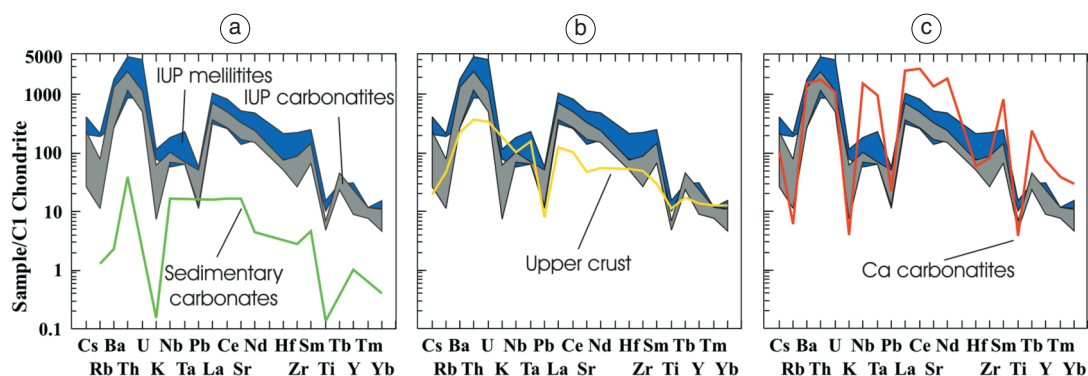 a
b
c
Sample/C1 Chondrite
5000
1000
100
10
1
0.1
IUP melilitites
IUP carbonatites
Sedimentary
carbonates
Upper crust
Ca carbonatites
Cs Ba U Nb Pb Ce Nd Hf Sm Tb Tm
Rb Th K Ta La Sr Zr Ti Y Yb
Cs Ba U Nb Pb Ce Nd Hf Sm Tb Tm
Rb Th K Ta La Sr Zr Ti Y Yb
Cs Ba U Nb Pb Ce Nd Hf Sm Tb Tm
Rb Th K Ta La Sr Zr Ti Y Yb